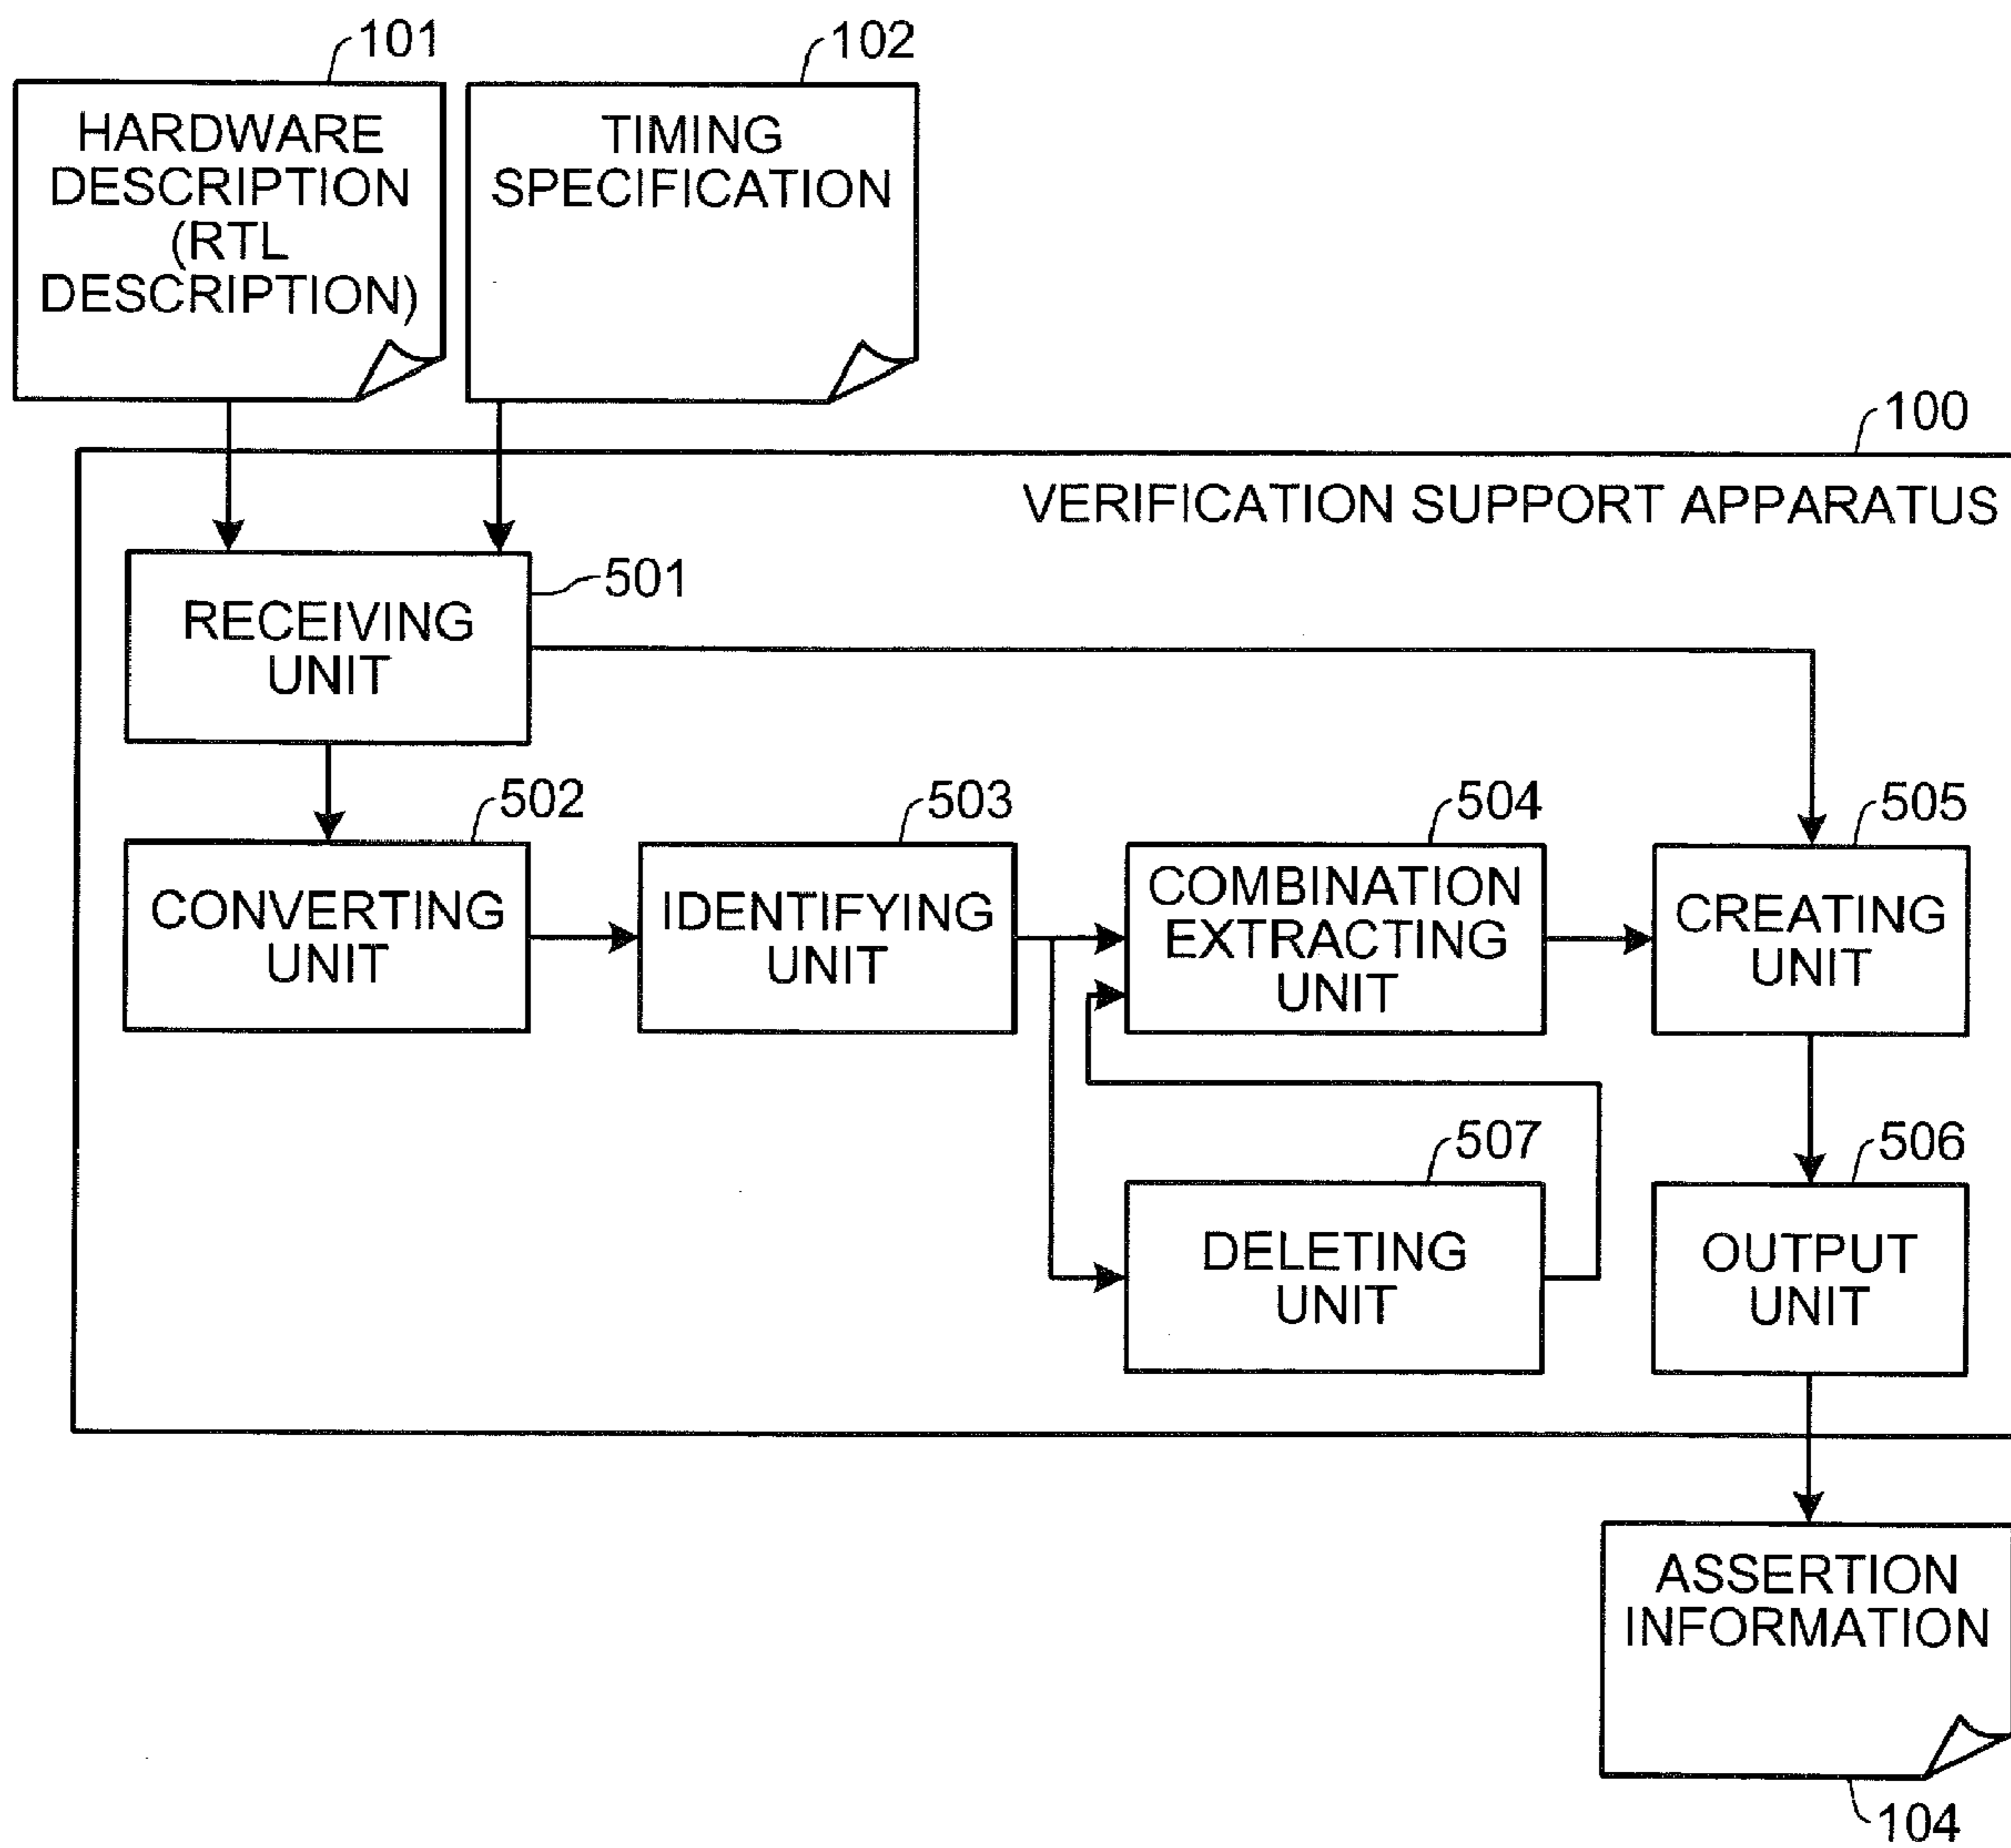 101
102
HARDWARE
DESCRIPTION
(RTL
DESCRIPTION)
TIMING
SPECIFICATION
100
VERIFICATION SUPPORT APPARATUS
501
RECEIVING
UNIT
502
503
504
505
CONVERTING
UNIT
IDENTIFYING
UNIT
COMBINATION
EXTRACTING
UNIT
CREATING
UNIT
507
506
DELETING
UNIT
OUTPUT
UNIT
ASSERTION
INFORMATION
104